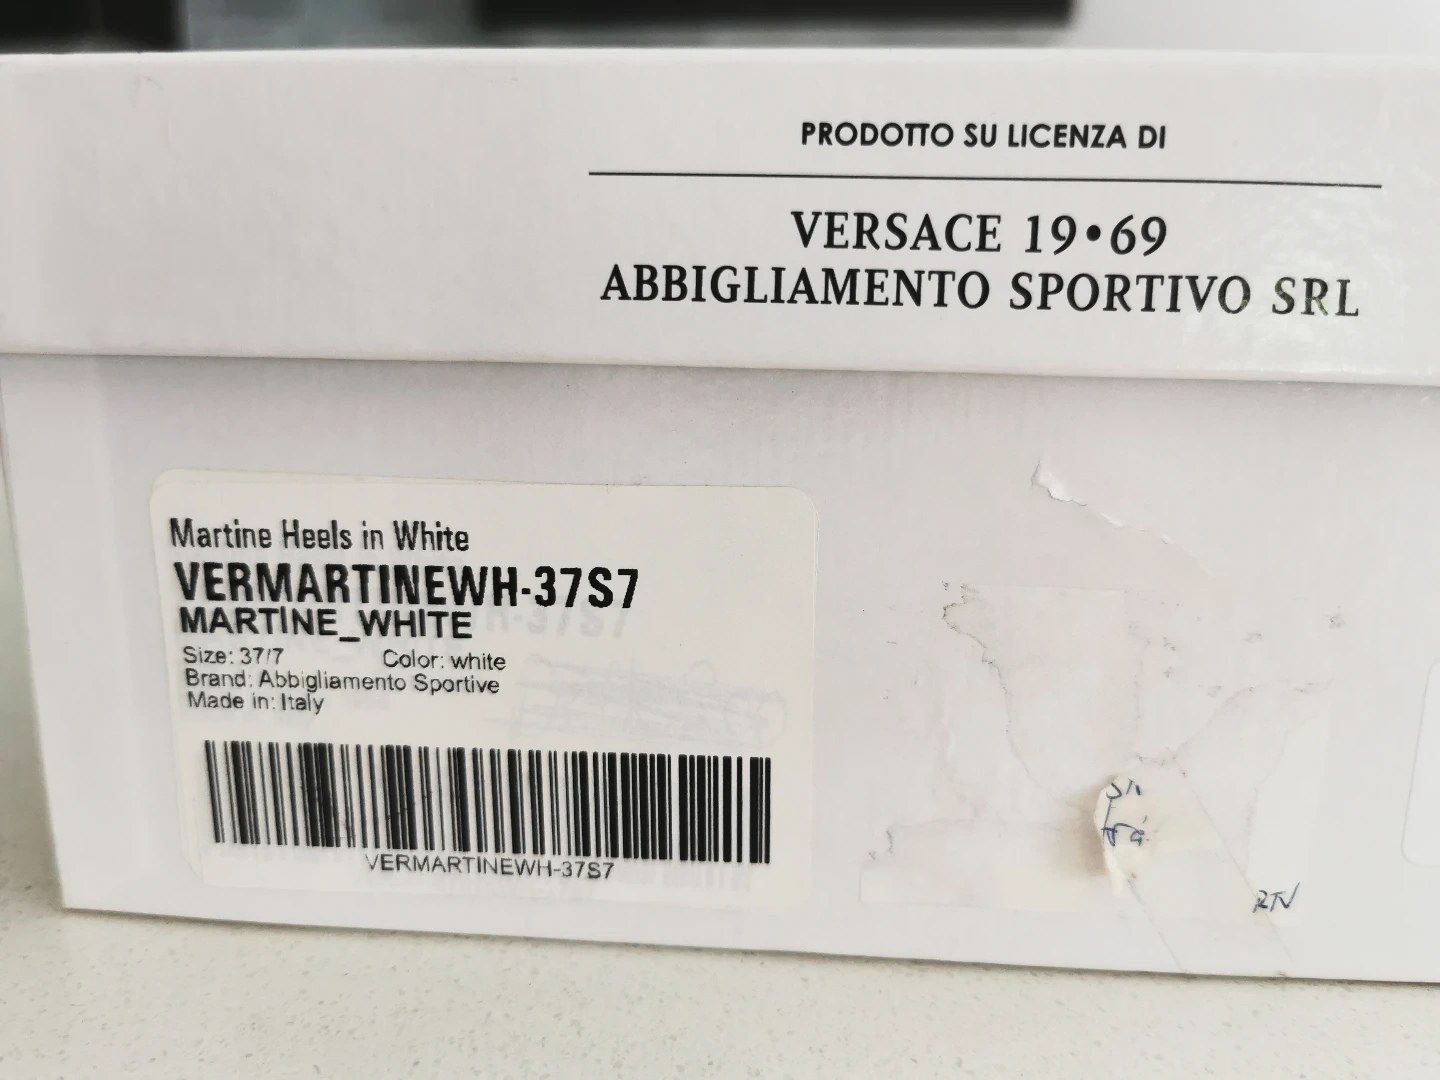 PRODOTTO SU LICENZA DI
VERSACE 19•69
ABBIGLIAMENTO SPORTIVO SRL
Martine Heels in White
VERMARTINEWH-37S7
MARTINE_WHITE
Size: 37/7 Color: white
Brand: Abbigliamento Sportive
Made in: Italy
VERMARTINEWH-37S7
RTV